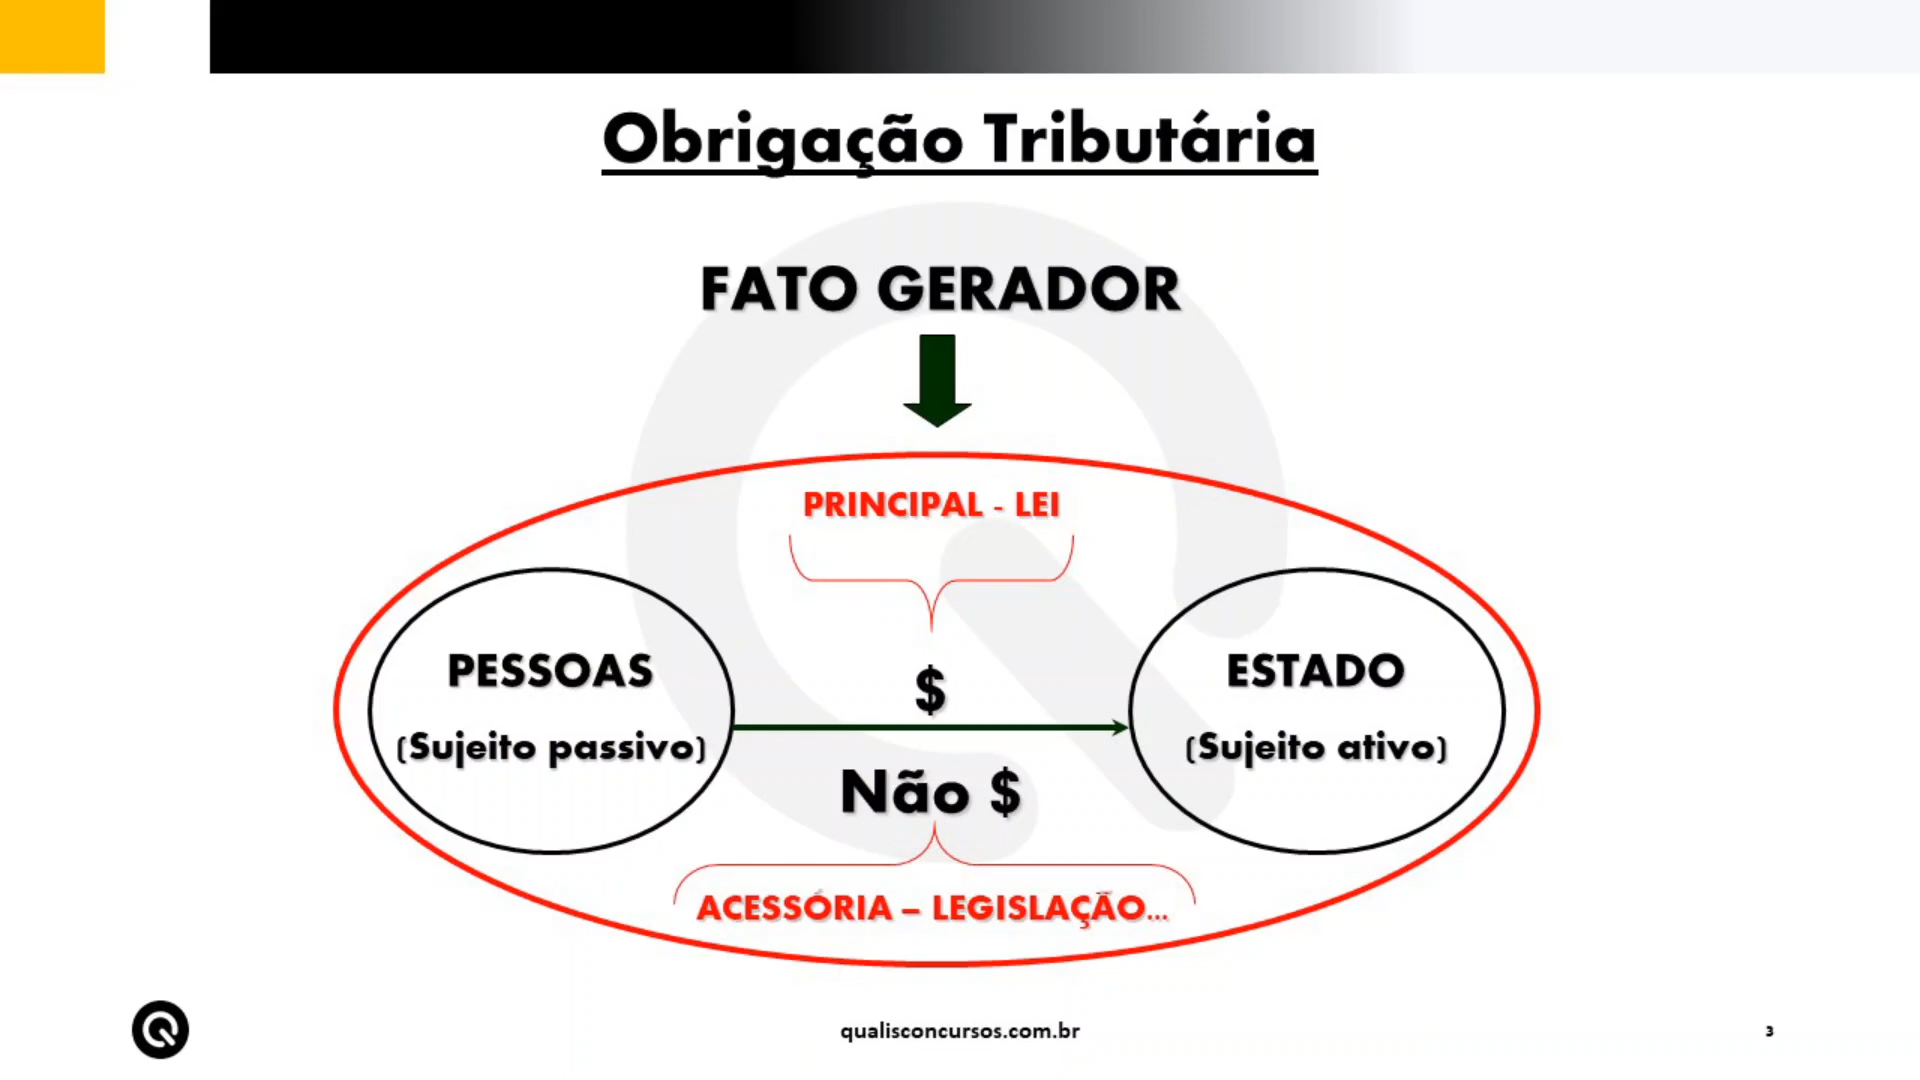 Obrigação Tributária
FATO GERADOR
PRINCIPAL - LEI
PESSOAS
(Sujeito passivo)
$
Não $
ESTADO
(Sujeito ativo)
ACESSÓRIA – LEGISLAÇÃO...
qualisconcursos.com.br
3